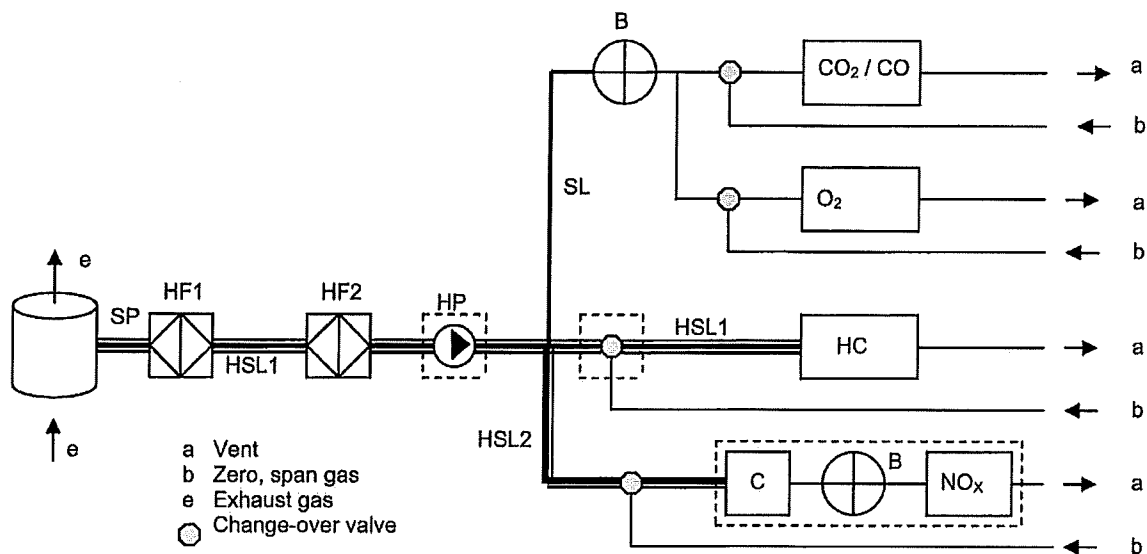 B
CO₂ / CO
a
b
SL
O₂
a
b
e
SP
HF1
HF2
HP
HSL1
HSL1
HC
a
b
e
HSL2
C
B
NOX
a
b
a Vent
b Zero, span gas
e Exhaust gas
Change-over valve